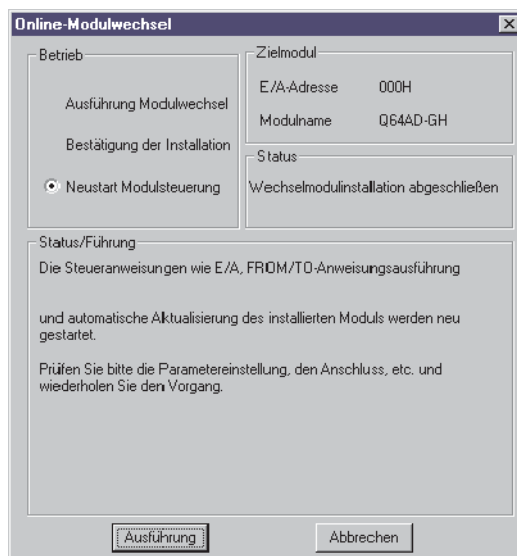 Online-Modulwechsel
Betrieb
Ausführung Modulwechsel
Bestätigung der Installation
Neustart Modulsteuerung
Zielmodul
E/A-Adresse 000H
Modulname Q64AD-GH
Status
Wechselmodulinstallation abgeschließen
Status/Führung
Die Steueranweisungen wie E/A, FRIOM/TO-Anweisungsausführung
und automatische Aktualisierung des installierten Moduls werden neu
gestartet.
Prüfen Sie bitte die Parametereinstellung, den Anschluss, etc. und
wiederholen Sie den Vorgang.
Ausführung
Abbrechen